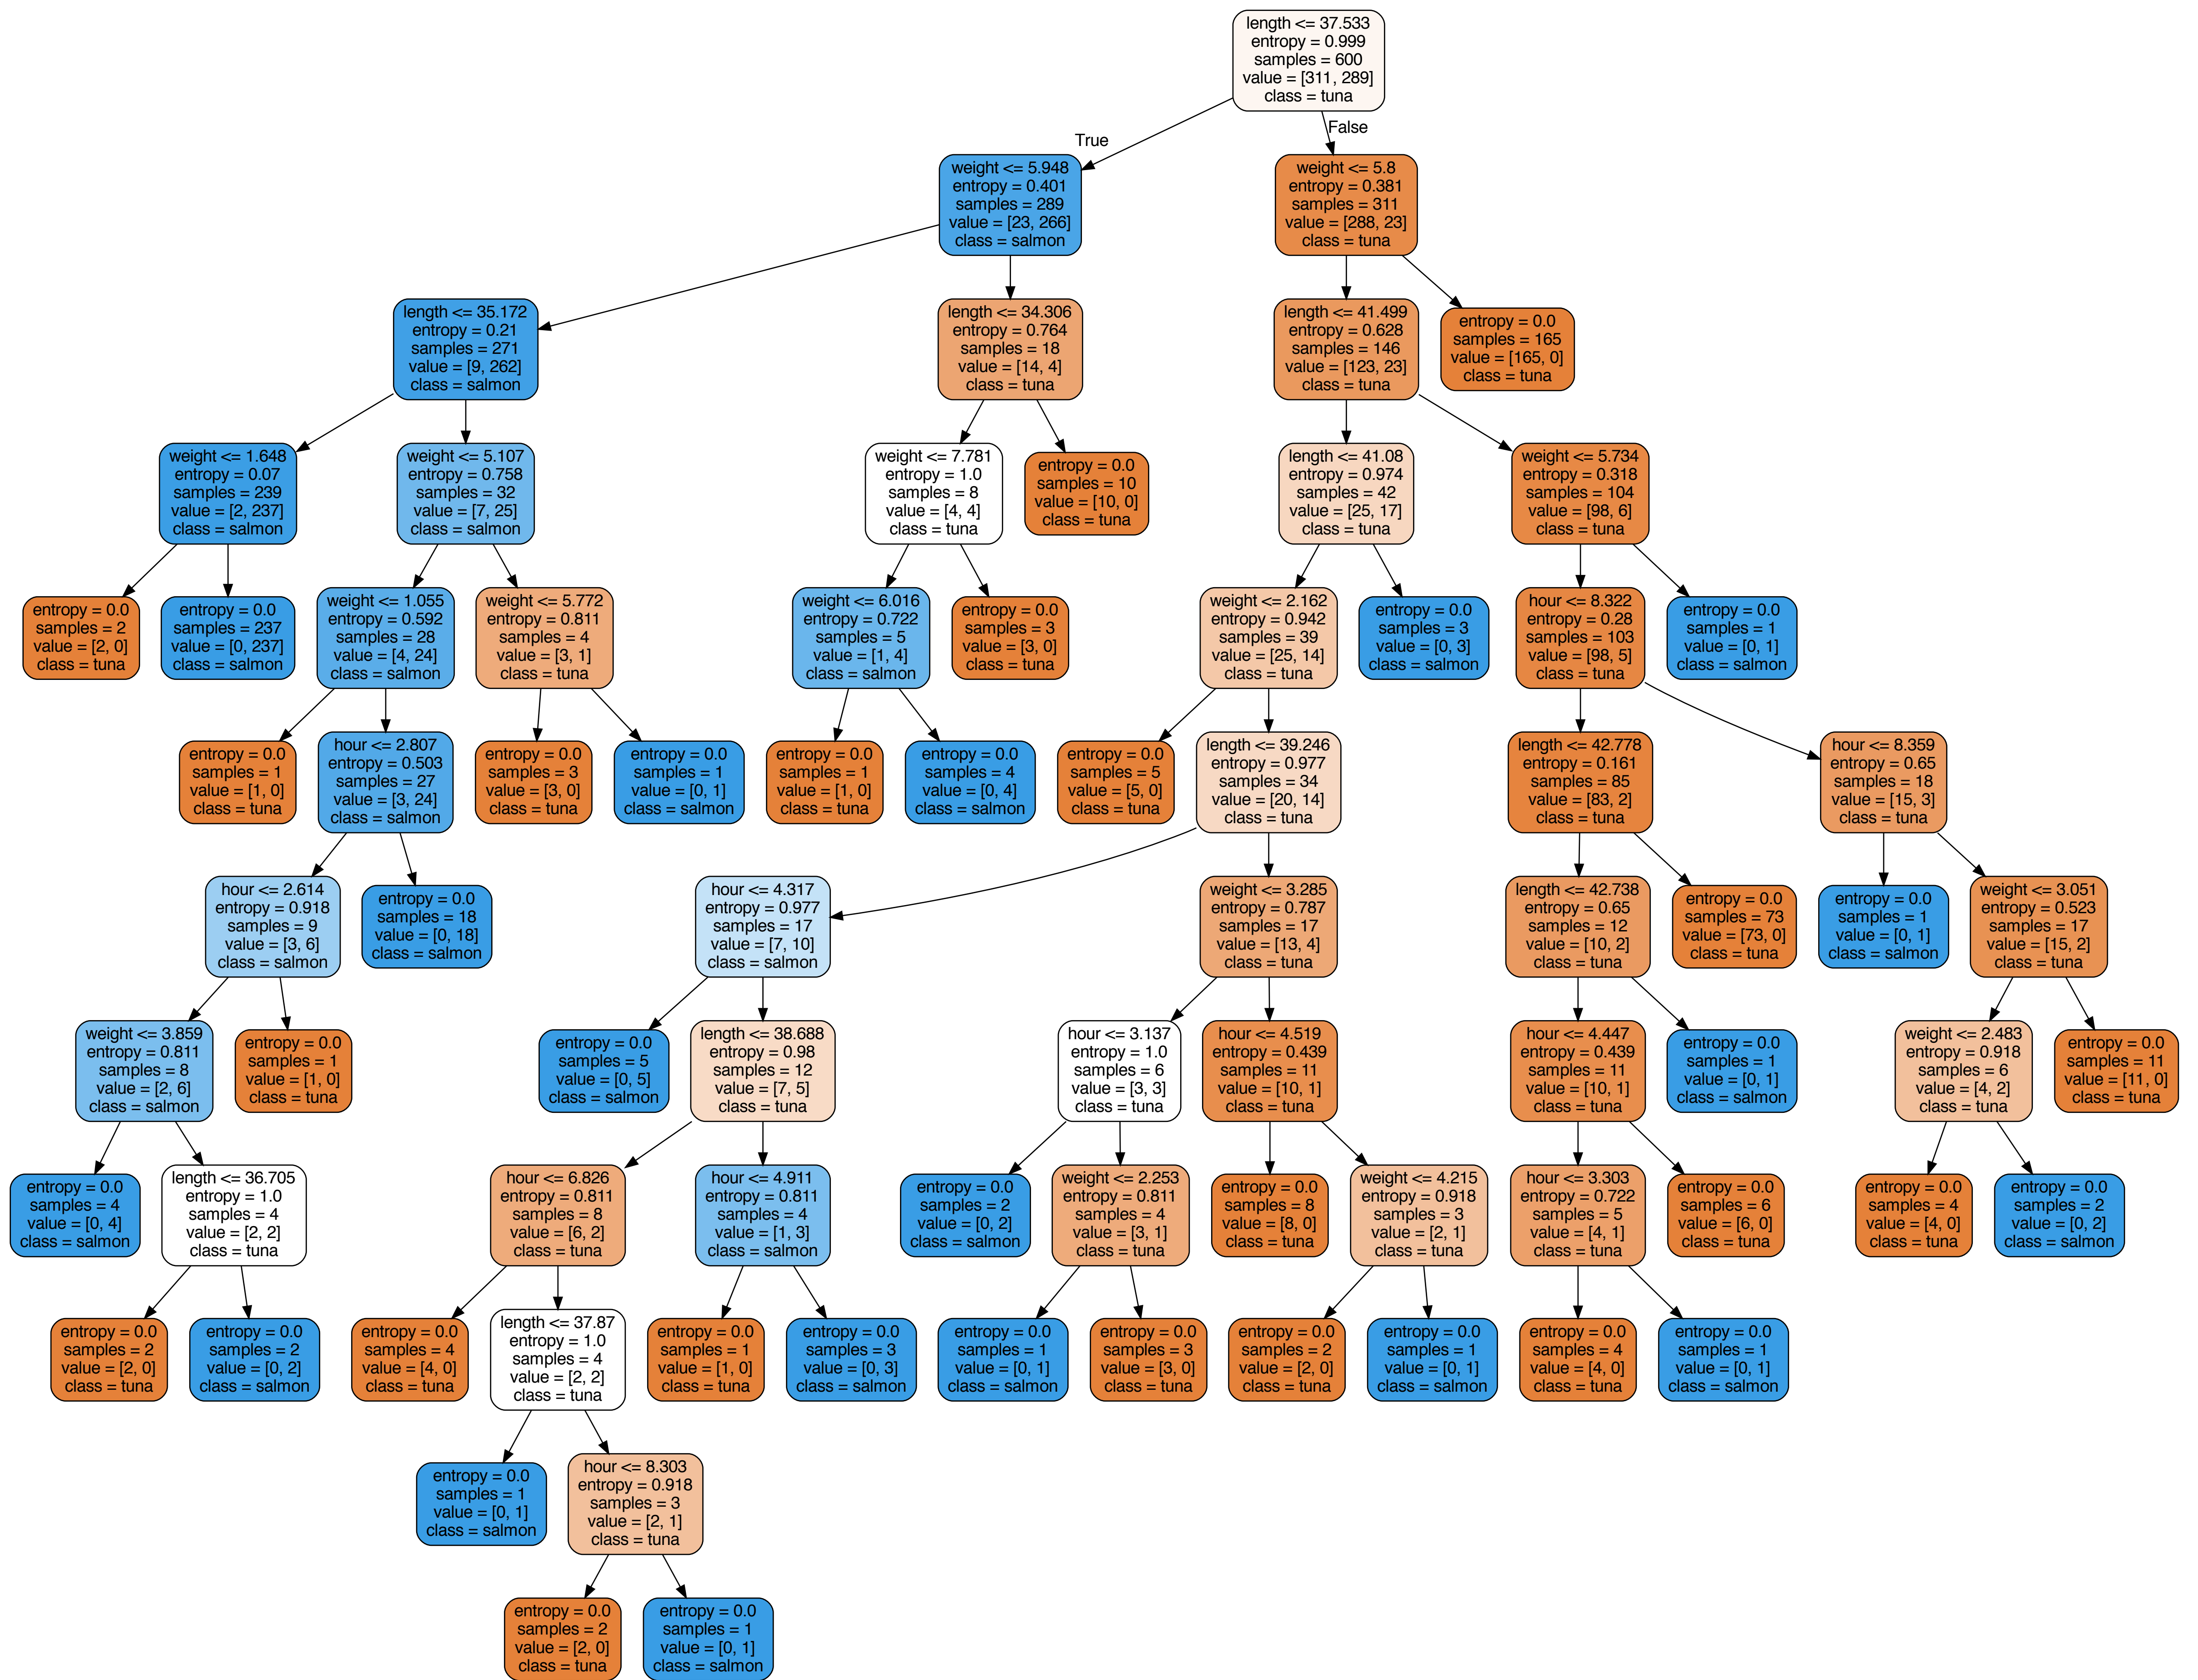 length <= 37.533
entropy = 0.999
samples = 600
value = [311, 289]
class = tuna
True
False
weight <= 5.948
entropy = 0.401
samples = 289
value = [23, 266]
class = salmon
weight <= 5.8
entropy = 0.381
samples = 311
value = [288, 23]
class = tuna
length <= 35.172
entropy = 0.21
samples = 271
value = [9, 262]
class = salmon
length <= 34.306
entropy = 0.764
samples = 18
value = [14, 4]
class = tuna
length <= 41.499
entropy = 0.628
samples = 146
value = [123, 23]
class = tuna
entropy = 0.0
samples = 165
value = [165, 0]
class = tuna
weight <= 1.648
entropy = 0.07
samples = 239
value = [2, 237]
class = salmon
weight <= 5.107
entropy = 0.758
samples = 32
value = [7, 25]
class = salmon
weight <= 7.781
entropy = 1.0
samples = 8
value = [4, 4]
class = tuna
entropy = 0.0
samples = 10
value = [10, 0]
class = tuna
length <= 41.08
entropy = 0.974
samples = 42
value = [25, 17]
class = tuna
weight <= 5.734
entropy = 0.318
samples = 104
value = [98, 6]
class = tuna
entropy = 0.0
samples = 2
value = [2, 0]
class = tuna
entropy = 0.0
samples = 237
value = [0, 237]
class = salmon
weight <= 1.055
entropy = 0.592
samples = 28
value = [4, 24]
class = salmon
weight <= 5.772
entropy = 0.811
samples = 4
value = [3, 1]
class = tuna
weight <= 6.016
entropy = 0.722
samples = 5
value = [1, 4]
class = salmon
entropy = 0.0
samples = 3
value = [3, 0]
class = tuna
weight <= 2.162
entropy = 0.942
samples = 39
value = [25, 14]
class = tuna
entropy = 0.0
samples = 3
value = [0, 3]
class = salmon
hour <= 8.322
entropy = 0.28
samples = 103
value = [98, 5]
class = tuna
entropy = 0.0
samples = 1
value = [0, 1]
class = salmon
entropy = 0.0
samples = 1
value = [1, 0]
class = tuna
hour <= 2.807
entropy = 0.503
samples = 27
value = [3, 24]
class = salmon
entropy = 0.0
samples = 3
value = [3, 0]
class = tuna
entropy = 0.0
samples = 1
value = [0, 1]
class = salmon
entropy = 0.0
samples = 1
value = [1, 0]
class = tuna
entropy = 0.0
samples = 4
value = [0, 4]
class = salmon
entropy = 0.0
samples = 5
value = [5, 0]
class = tuna
length <= 39.246
entropy = 0.977
samples = 34
value = [20, 14]
class = tuna
length <= 42.778
entropy = 0.161
samples = 85
value = [83, 2]
class = tuna
hour <= 8.359
entropy = 0.65
samples = 18
value = [15, 3]
class = tuna
hour <= 2.614
entropy = 0.918
samples = 9
value = [3, 6]
class = salmon
entropy = 0.0
samples = 18
value = [0, 18]
class = salmon
hour <= 4.317
entropy = 0.977
samples = 17
value = [7, 10]
class = salmon
weight <= 3.285
entropy = 0.787
samples = 17
value = [13, 4]
class = tuna
length <= 42.738
entropy = 0.65
samples = 12
value = [10, 2]
class = tuna
entropy = 0.0
samples = 73
value = [73, 0]
class = tuna
entropy = 0.0
samples = 1
value = [0, 1]
class = salmon
weight <= 3.051
entropy = 0.523
samples = 17
value = [15, 2]
class = tuna
weight <= 3.859
entropy = 0.811
samples = 8
value = [2, 6]
class = salmon
entropy = 0.0
samples = 1
value = [1, 0]
class = tuna
entropy = 0.0
samples = 5
value = [0, 5]
class = salmon
length <= 38.688
entropy = 0.98
samples = 12
value = [7, 5]
class = tuna
hour <= 3.137
entropy = 1.0
samples = 6
value = [3, 3]
class = tuna
hour <= 4.519
entropy = 0.439
samples = 11
value = [10, 1]
class = tuna
hour <= 4.447
entropy = 0.439
samples = 11
value = [10, 1]
class = tuna
entropy = 0.0
samples = 1
value = [0, 1]
class = salmon
weight <= 2.483
entropy = 0.918
samples = 6
value = [4, 2]
class = tuna
entropy = 0.0
samples = 11
value = [11, 0]
class = tuna
entropy = 0.0
samples = 4
value = [0, 4]
class = salmon
length <= 36.705
entropy = 1.0
samples = 4
value = [2, 2]
class = tuna
hour <= 6.826
entropy = 0.811
samples = 8
value = [6, 2]
class = tuna
hour <= 4.911
entropy = 0.811
samples = 4
value = [1, 3]
class = salmon
entropy = 0.0
samples = 2
value = [0, 2]
class = salmon
weight <= 2.253
entropy = 0.811
samples = 4
value = [3, 1]
class = tuna
entropy = 0.0
samples = 8
value = [8, 0]
class = tuna
weight <= 4.215
entropy = 0.918
samples = 3
value = [2, 1]
class = tuna
hour <= 3.303
entropy = 0.722
samples = 5
value = [4, 1]
class = tuna
entropy = 0.0
samples = 6
value = [6, 0]
class = tuna
entropy = 0.0
samples = 4
value = [4, 0]
class = tuna
entropy = 0.0
samples = 2
value = [0, 2]
class = salmon
entropy = 0.0
samples = 2
value = [2, 0]
class = tuna
entropy = 0.0
samples = 2
value = [0, 2]
class = salmon
entropy = 0.0
samples = 4
value = [4, 0]
class = tuna
length <= 37.87
entropy = 1.0
samples = 4
value = [2, 2]
class = tuna
entropy = 0.0
samples = 1
value = [1, 0]
class = tuna
entropy = 0.0
samples = 3
value = [0, 3]
class = salmon
entropy = 0.0
samples = 1
value = [0, 1]
class = salmon
entropy = 0.0
samples = 3
value = [3, 0]
class = tuna
entropy = 0.0
samples = 2
value = [2, 0]
class = tuna
entropy = 0.0
samples = 1
value = [0, 1]
class = salmon
entropy = 0.0
samples = 4
value = [4, 0]
class = tuna
entropy = 0.0
samples = 1
value = [0, 1]
class = salmon
entropy = 0.0
samples = 1
value = [0, 1]
class = salmon
hour <= 8.303
entropy = 0.918
samples = 3
value = [2, 1]
class = tuna
entropy = 0.0
samples = 2
value = [2, 0]
class = tuna
entropy = 0.0
samples = 1
value = [0, 1]
class = salmon